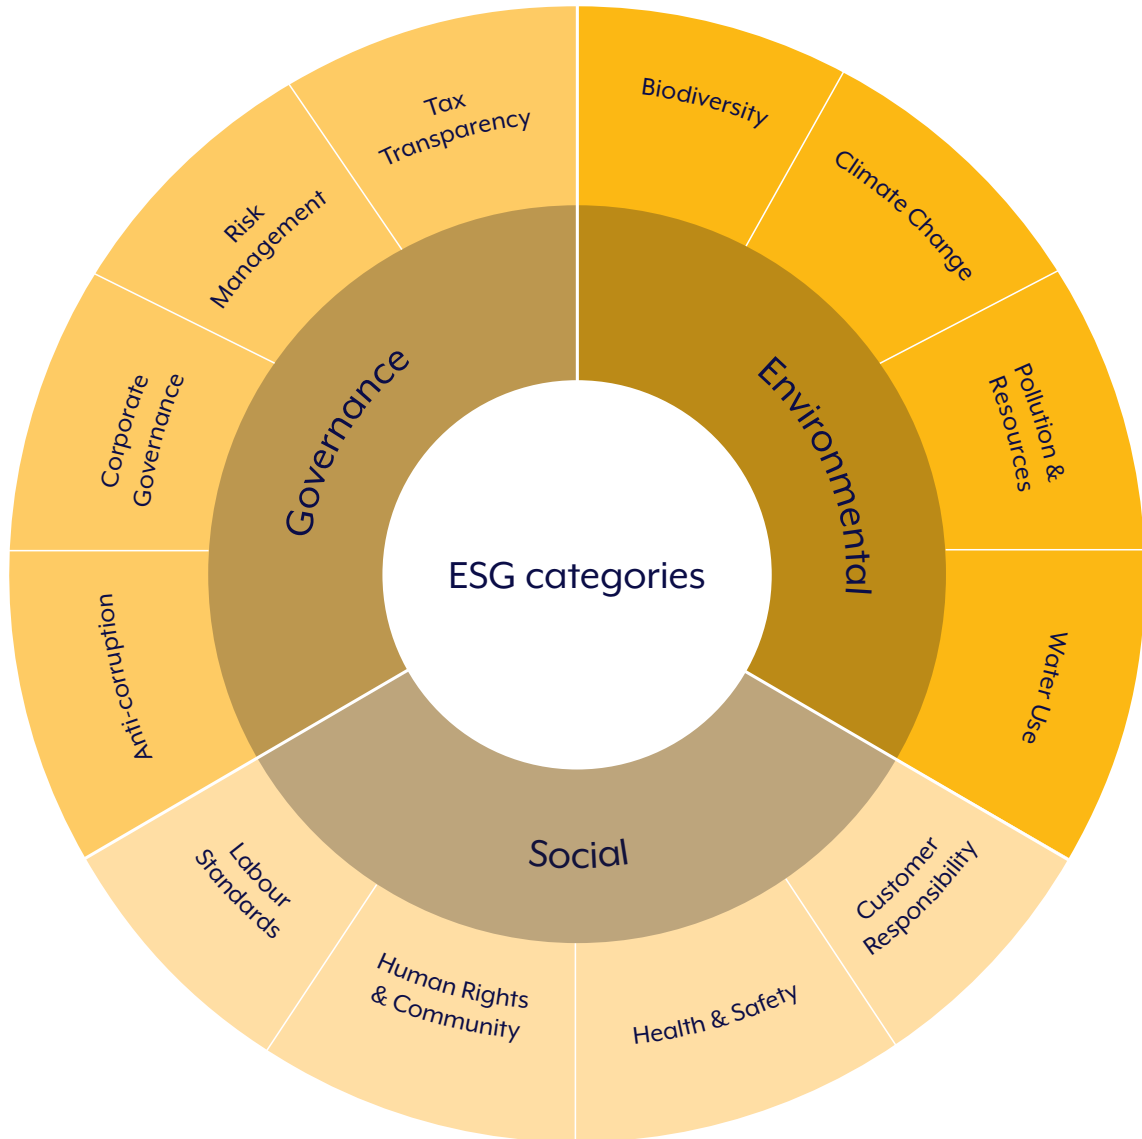 ESG categories
Environmental
Biodiversity
Climate Change
Pollution &
Resources
Water Use
Social
Customer
Responsibility
Health & Safety
Human Rights
& Community
Labour
Standards
Governance
Anti-corruption
Corporate
Governance
Risk
Management
Tax
Transparency